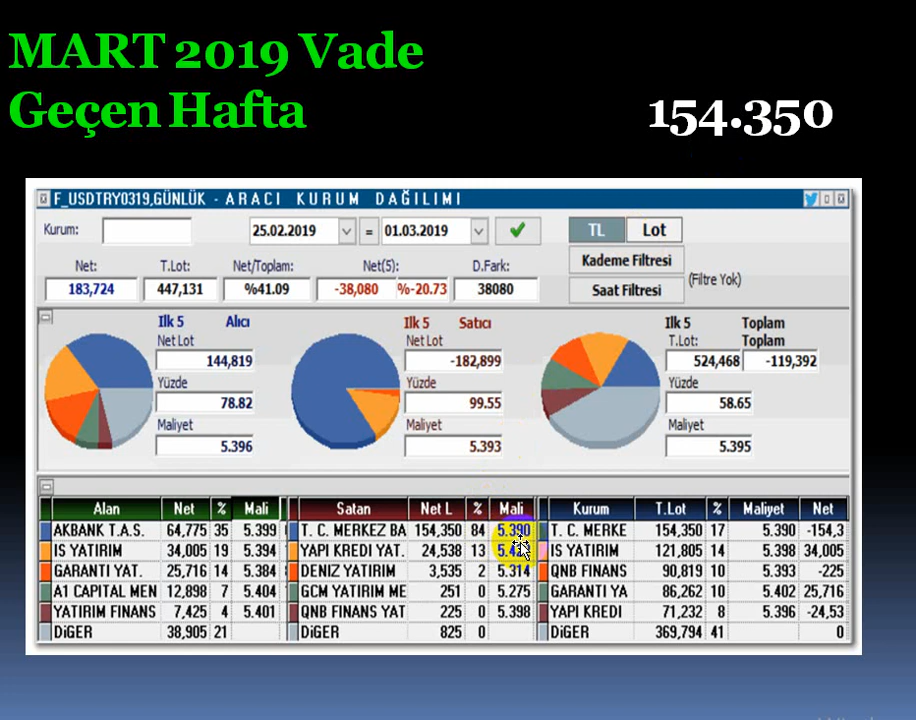 MART 2019 Vade
Geçen Hafta
154.350
F_USDTRY0319,GÜNLÜK - ARACI KURUM DAĞILIMI
Kurum: 25.02.2019 = 01.03.2019 TL Lot
Kademe Filtresi
(Filtre Yok)
Saat Filtresi
Net: T.Lot: Net/Toplam: Net(5): D.Fark:
183,724 447,131 %41.09 -38,080 %-20.73 38080
Ilk 5 Alıcı
Net Lot
144,819
Yüzde
78.82
Maliyet
5.396
Ilk 5 Satıcı
Net Lot
-182,899
Yüzde
99.55
Maliyet
5.393
Ilk 5 Toplam
T.Lot: Toplam
524,468 -119,392
Yüzde
58.65
Maliyet
5.395
Alan Net % Mali Satan Net L % Mali Kurum T.Lot % Maliyet Net
AKBANK T.A.S. 64,775 35 5.399 T. C. MERKEZ BA 154,350 84 5.390 T. C. MERKE 154,350 17 5.390 -154,3
IS YATIRIM 34,005 19 5.394 YAPI KREDI YAT. 24,538 13 IS YATIRIM 121,805 14 5.398 34,005
GARANTI YAT. 25,716 14 5.384 DENIZ YATIRIM 3,535 2 5.314 QNB FINANS 90,819 10 5.393 -225
A1 CAPITAL MEN 12,898 7 5.404 GCM YATIRIM ME 251 0 5.275 GARANTI YA 86,262 10 5.402 25,716
YATIRIM FINANS 7,425 4 5.401 QNB FINANS YAT 225 0 5.398 YAPI KREDI 71,232 8 5.396 -24,53
DiGER 38,905 21 DiGER 825 0 DiGER 369,794 41 0